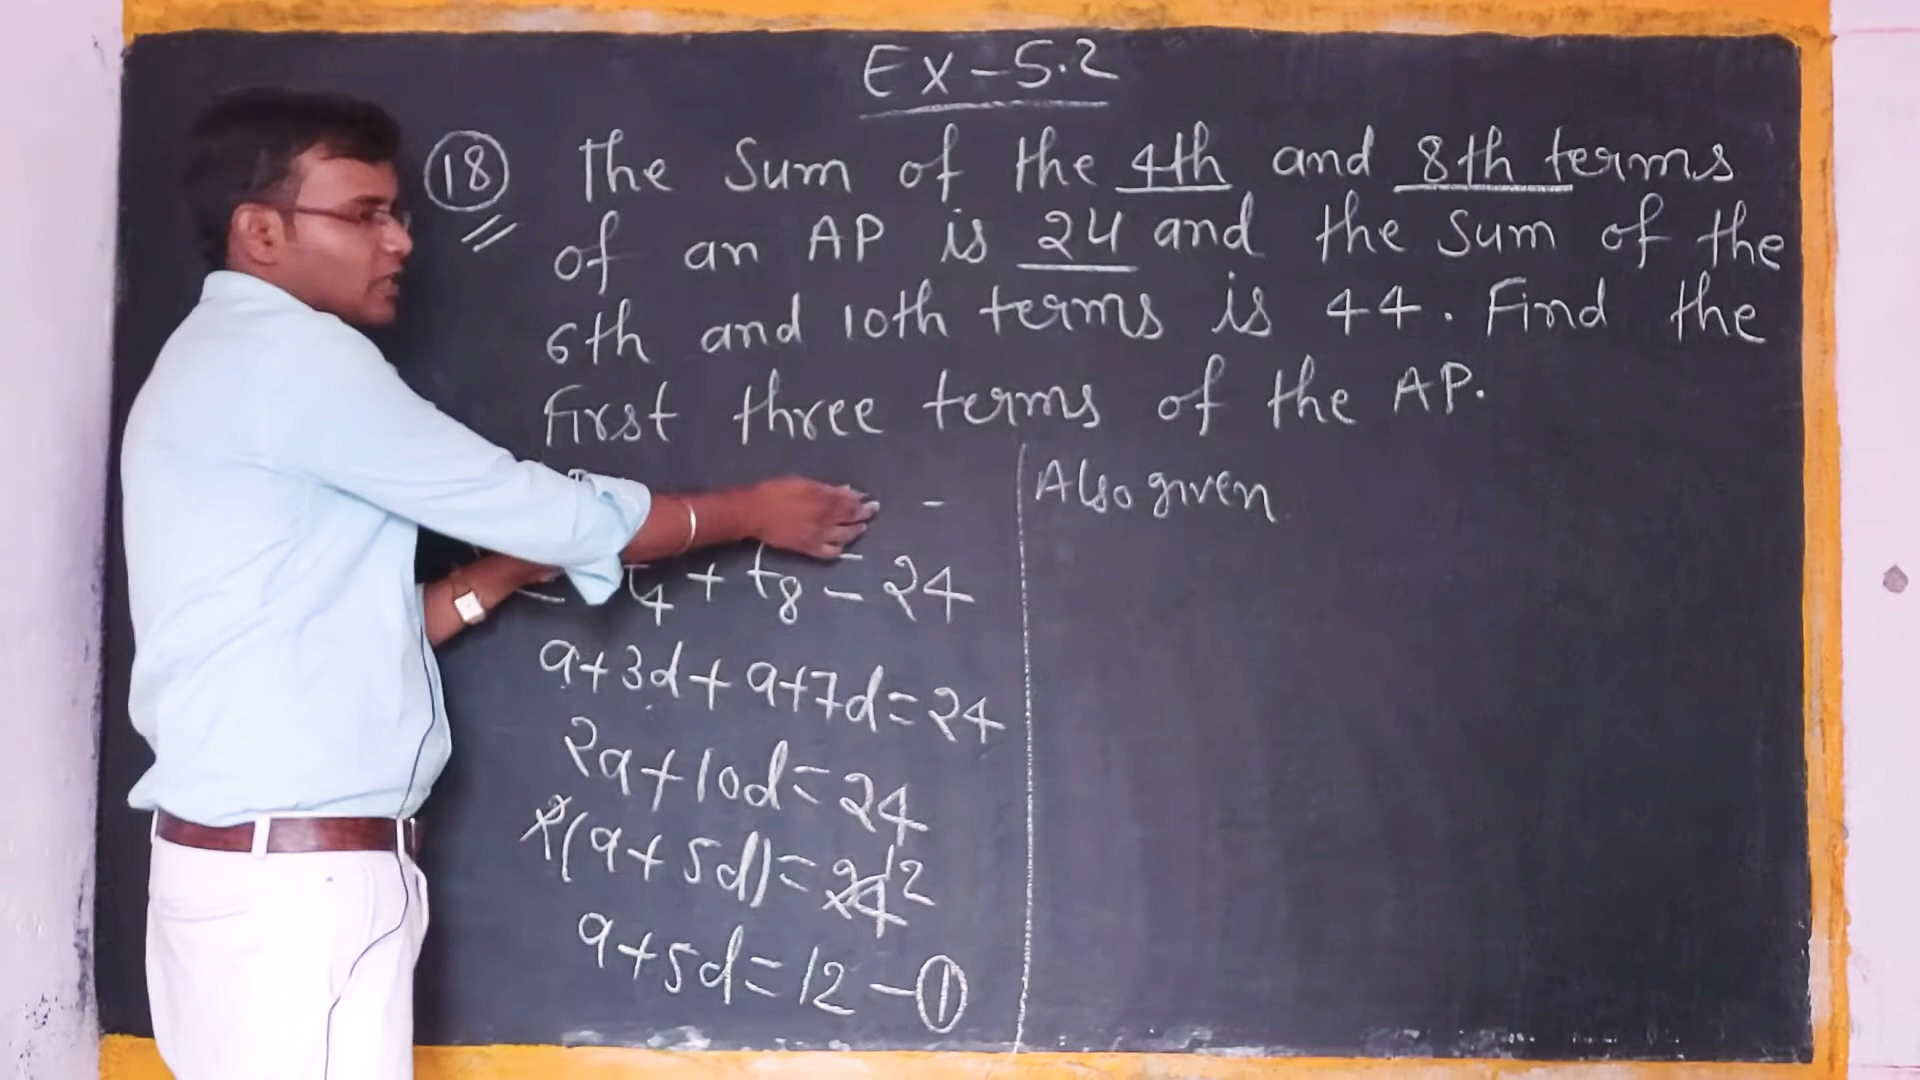 Ex-5.2
18 The Sum of the 4th and 8th terms
of an AP is 24 and the sum of the
6th and 10th terms is 44. Find the
First three terms of the AP.
-
t4 + t8 = 24
a+3d+a+7d=24
2a+10d=24
2(a+5d)=24 12
a+5d=12-①
Also given